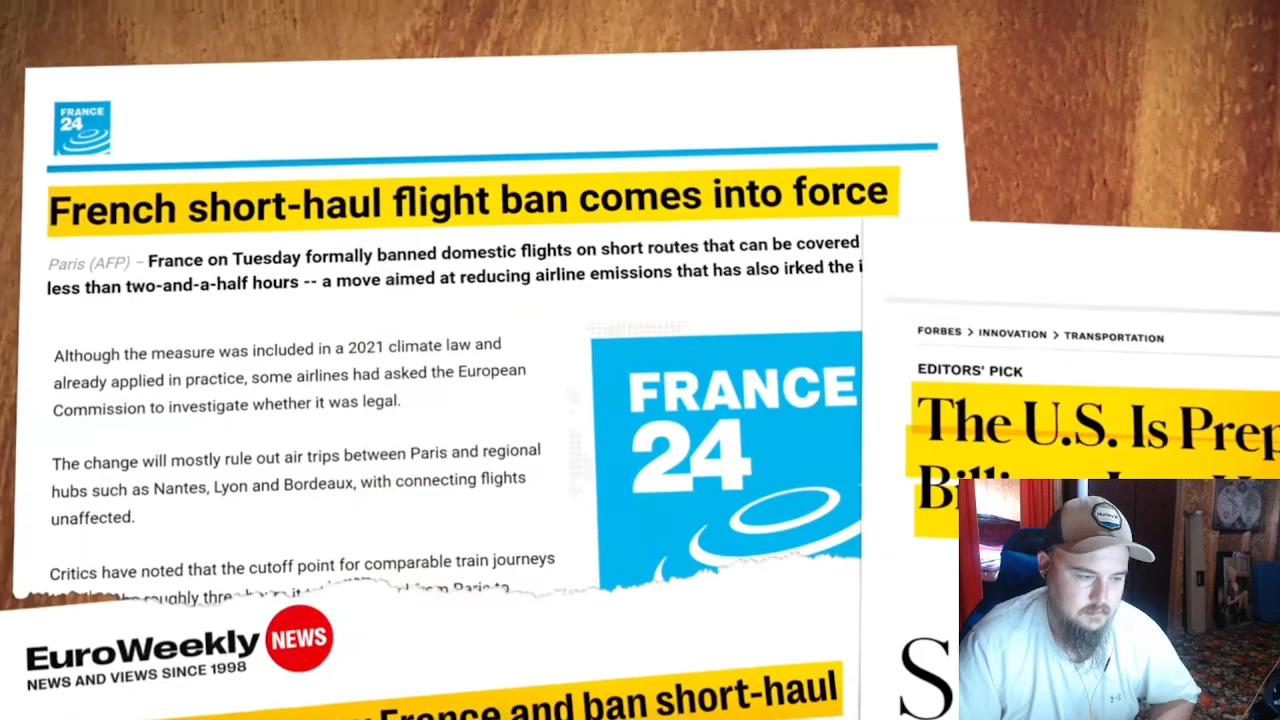 FRANCE
24
French short-haul flight ban comes into force
Paris (AFP) – France on Tuesday formally banned domestic flights on short routes that can be covered
less than two-and-a-half hours -- a move aimed at reducing airline emissions that has also irked the i
Although the measure was included in a 2021 climate law and
already applied in practice, some airlines had asked the European
Commission to investigate whether it was legal.
The change will mostly rule out air trips between Paris and regional
hubs such as Nantes, Lyon and Bordeaux, with connecting flights
unaffected.
Critics have noted that the cutoff point for comparable train journeys
FRANCE
24
FORBES > INNOVATION > TRANSPORTATION
EDITORS' PICK
The U.S. Is Prep
S
EuroWeekly NEWS
NEWS AND VIEWS SINCE 1998
France and ban short-haul